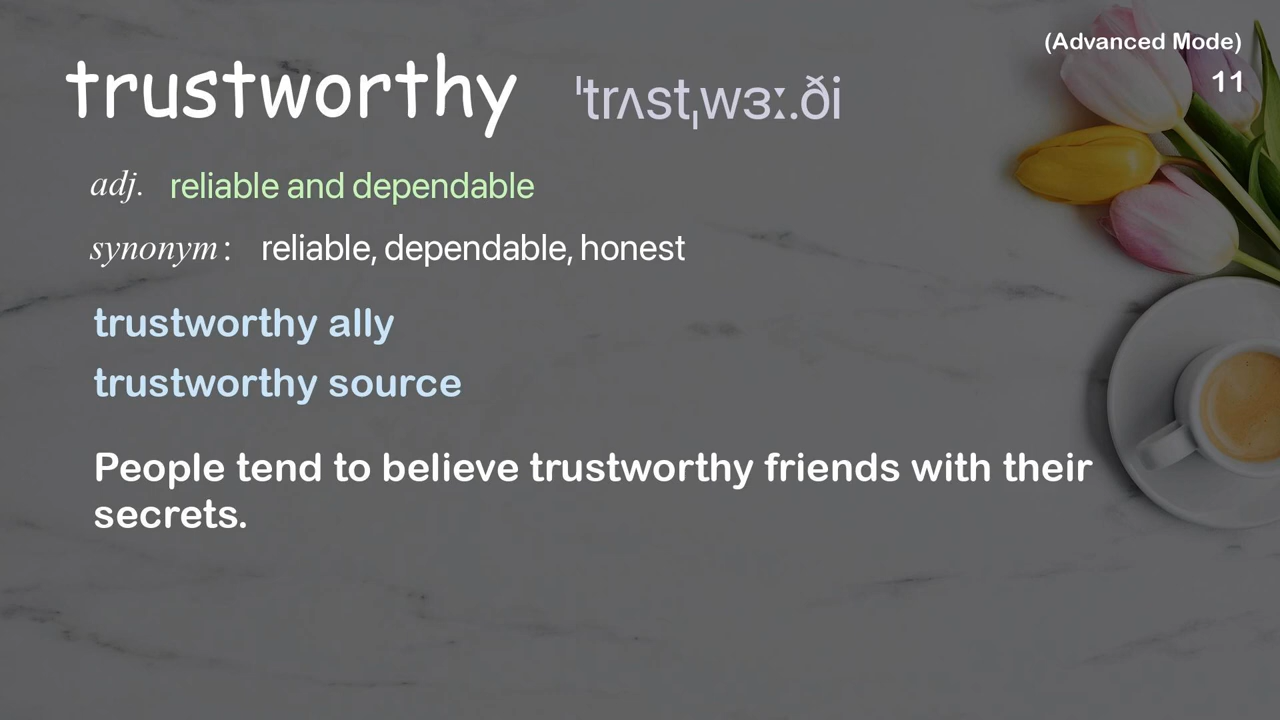 (Advanced Mode)
11
trustworthy ˈtrʌstˌwɜː.ði
adj. reliable and dependable
synonym: reliable, dependable, honest
trustworthy ally
trustworthy source
People tend to believe trustworthy friends with their
secrets.